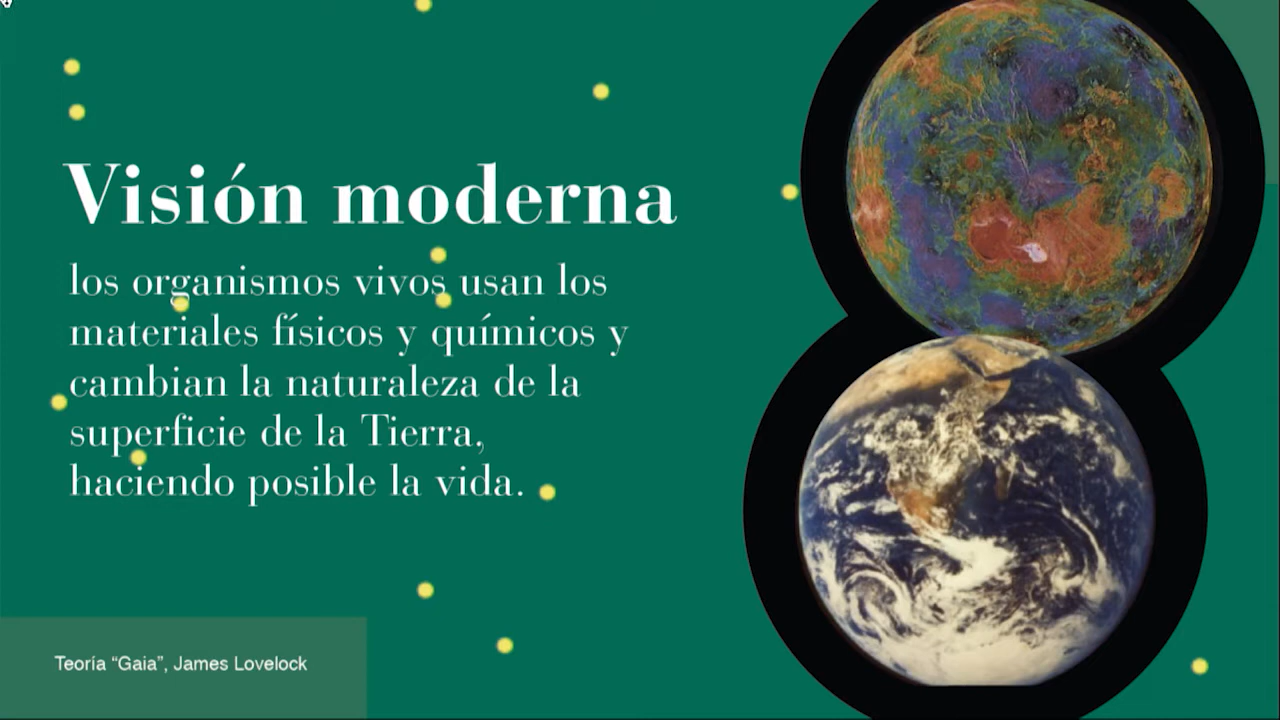 Visión moderna
los organismos vivos usan los
materiales físicos y químicos y
cambian la naturaleza de la
superficie de la Tierra,
haciendo posible la vida.
Teoría “Gaia”, James Lovelock